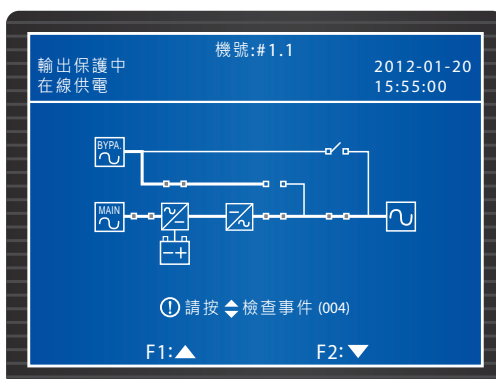 機號:#1.1
輸出保護中
在線供電
2012-01-20
15:55:00
BYPA.
MAIN
請按 檢查事件 (004)
F1:
F2: